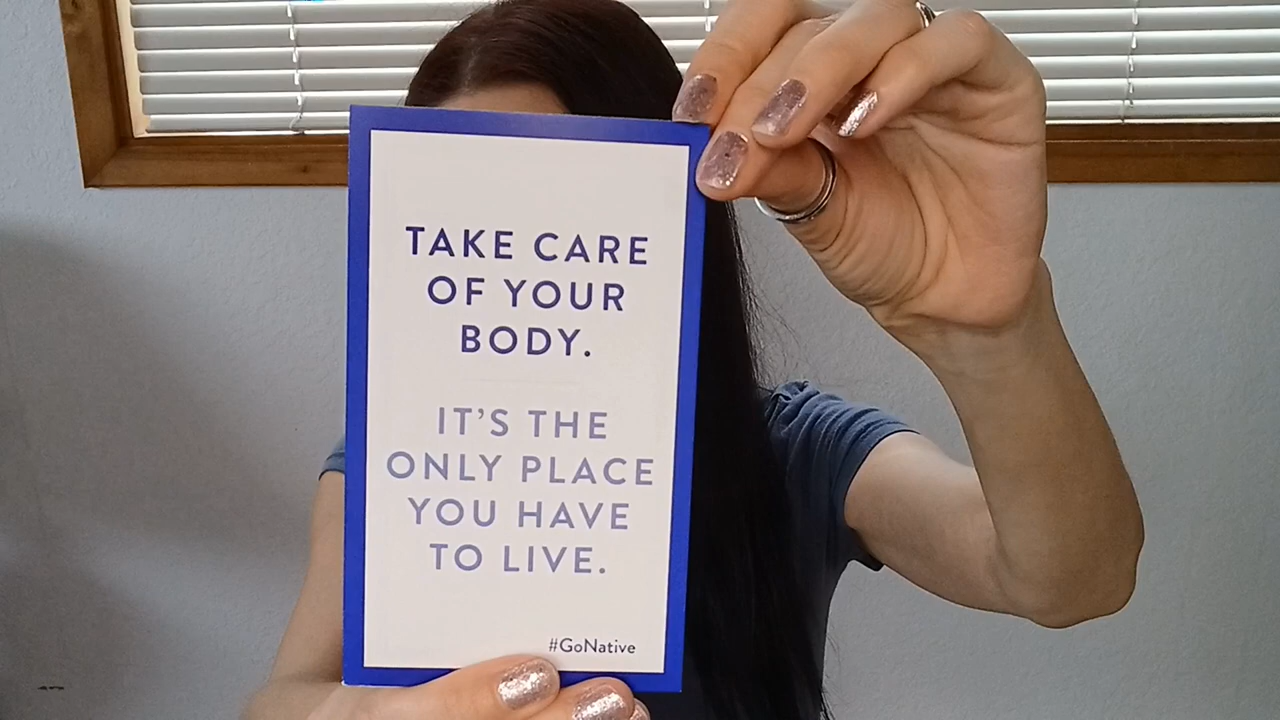 TAKE CARE
OF YOUR
BODY.
IT'S THE
ONLY PLACE
YOU HAVE
TO LIVE.
#GoNative